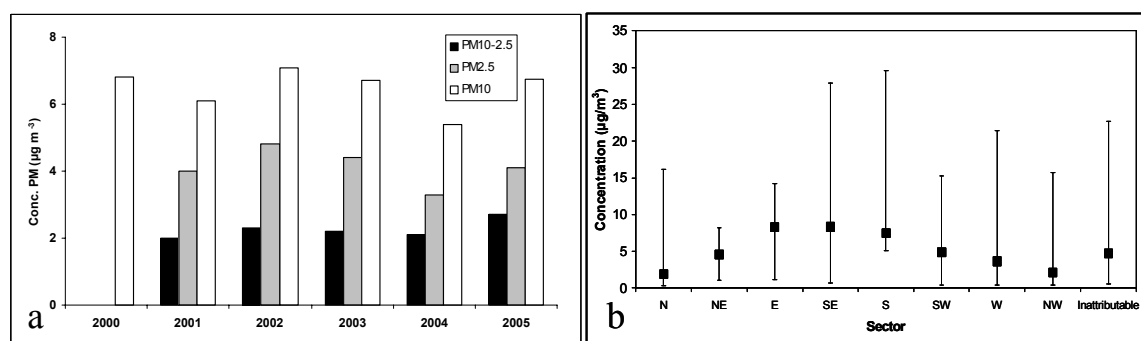 8
6
4
2
0
Conc. PM (µg m⁻³)
PM10-2.5
PM2.5
PM10
2000 2001 2002 2003 2004 2005
a
35
30
25
20
15
10
5
0
Concentration (µg/m³)
N NE E SE S SW W NW Inattributable
Sector
b